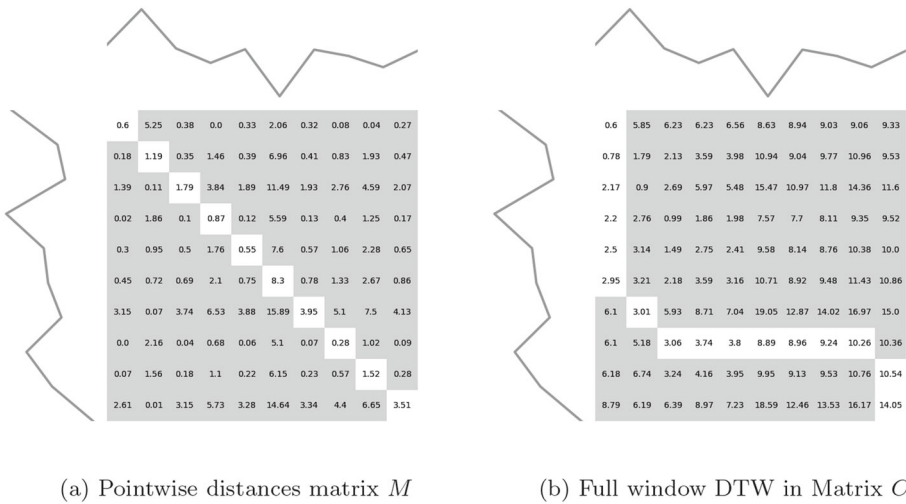 0.6 5.25 0.38 0.0 0.33 2.06 0.32 0.08 0.04 0.27
0.18 1.19 0.35 1.46 0.39 6.96 0.41 0.83 1.93 0.47
1.39 0.11 1.79 3.84 1.89 11.49 1.93 2.76 4.59 2.07
0.02 1.86 0.1 0.87 0.12 5.59 0.13 0.4 1.25 0.17
0.3 0.95 0.5 1.76 0.55 7.6 0.57 1.06 2.28 0.65
0.45 0.72 0.69 2.1 0.75 8.3 0.78 1.33 2.67 0.86
3.15 0.07 3.74 6.53 3.88 15.89 3.95 5.1 7.5 4.13
0.0 2.16 0.04 0.68 0.06 5.1 0.07 0.28 1.02 0.09
0.07 1.56 0.18 1.1 0.22 6.15 0.23 0.57 1.52 0.28
2.61 0.01 3.15 5.73 3.28 14.64 3.34 4.4 6.65 3.51
(a) Pointwise distances matrix M
0.6 5.85 6.23 6.23 6.56 8.63 8.94 9.03 9.06 9.33
0.78 1.79 2.13 3.59 3.98 10.94 9.04 9.77 10.96 9.53
2.17 0.9 2.69 5.97 5.48 15.47 10.97 11.8 14.36 11.6
2.2 2.76 0.99 1.86 1.98 7.57 7.7 8.11 9.35 9.52
2.5 3.14 1.49 2.75 2.41 9.58 8.14 8.76 10.38 10.0
2.95 3.21 2.18 3.59 3.16 10.71 8.92 9.48 11.43 10.86
6.1 3.01 5.93 8.71 7.04 19.05 12.87 14.02 16.97 15.0
6.1 5.18 3.06 3.74 3.8 8.89 8.96 9.24 10.26 10.36
6.18 6.74 3.24 4.16 3.95 9.95 9.13 9.53 10.76 10.54
8.79 6.19 6.39 8.97 7.23 18.59 12.46 13.53 16.17 14.05
(b) Full window DTW in Matrix C